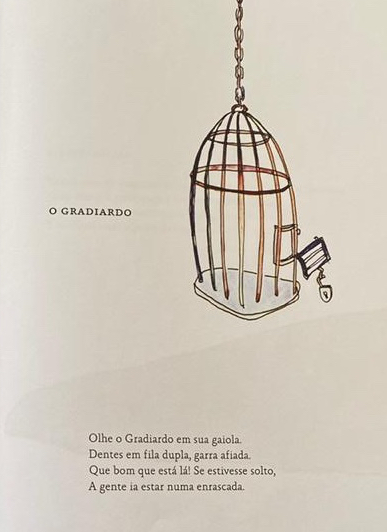 O GRADIARDO
Olhe o Gradiardo em sua gaiola.
Dentes em fila dupla, garra afiada.
Que bom que está lá! Se estivesse solto,
A gente ia estar numa enrascada.